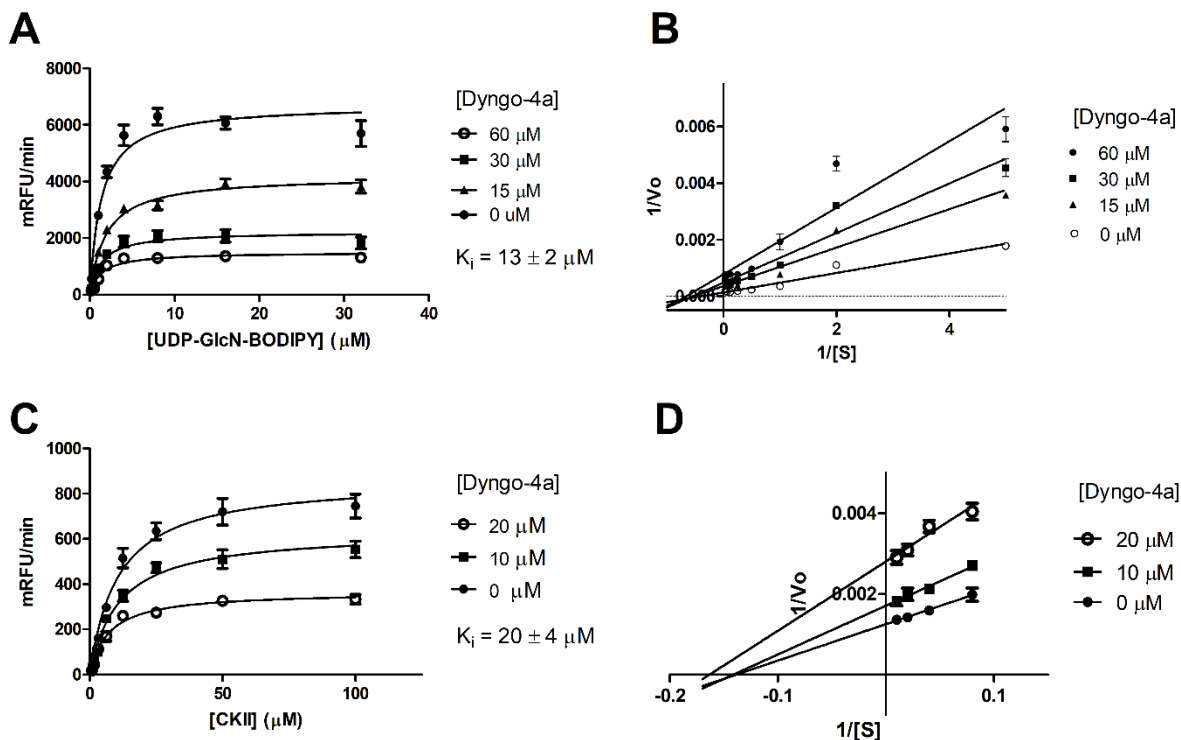 A
8000
6000
4000
2000
0
0 10 20 30 40
mRFU/min
[UDP-GlcN-BODIPY] (μM)
[Dyngo-4a]
60 μM
30 μM
15 μM
0 uM
Ki = 13 ± 2 μM
B
0.006
0.004
0.002
0.000
0 2 4
1/Vo
1/[S]
[Dyngo-4a]
60 μM
30 μM
15 μM
0 μM
C
1000
800
600
400
200
0
0 50 100
mRFU/min
[CKII] (μM)
[Dyngo-4a]
20 μM
10 μM
0 μM
Ki = 20 ± 4 μM
D
0.004
0.002
-0.2 -0.1 0.1
1/Vo
1/[S]
[Dyngo-4a]
20 μM
10 μM
0 μM